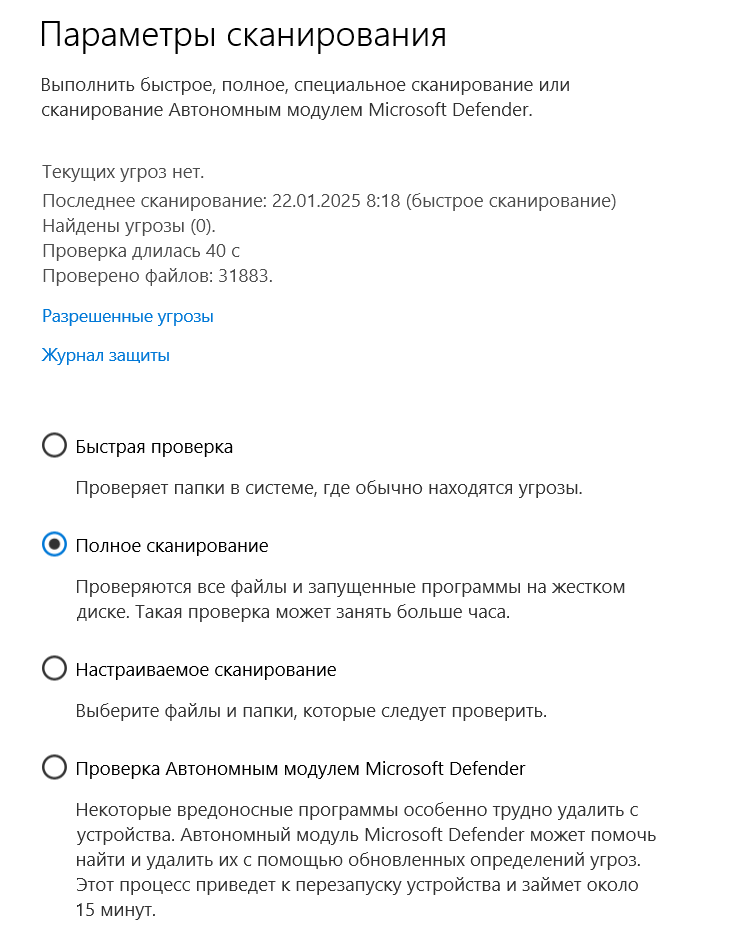 Параметры сканирования
Выполнить быстрое, полное, специальное сканирование или
сканирование Автономным модулем Microsoft Defender.
Текущих угроз нет.
Последнее сканирование: 22.01.2025 8:18 (быстрое сканирование)
Найдены угрозы (0).
Проверка длилась 40 с
Проверено файлов: 31883.
Разрешенные угрозы
Журнал защиты
Быстрая проверка
Проверяет папки в системе, где обычно находятся угрозы.
Полное сканирование
Проверяются все файлы и запущенные программы на жестком
диске. Такая проверка может занять больше часа.
Настраиваемое сканирование
Выберите файлы и папки, которые следует проверить.
Проверка Автономным модулем Microsoft Defender
Некоторые вредоносные программы особенно трудно удалить с
устройства. Автономный модуль Microsoft Defender может помочь
найти и удалить их с помощью обновленных определений угроз.
Этот процесс приведет к перезапуску устройства и займет около
15 минут.